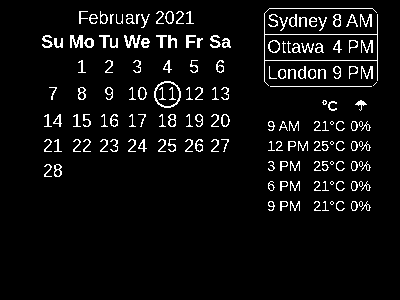 February 2021
Su Mo Tu We Th Fr Sa
1 2 3 4 5 6
7 8 9 10 11 12 13
14 15 16 17 18 19 20
21 22 23 24 25 26 27
28
Sydney 8 AM
Ottawa 4 PM
London 9 PM
°C ☂
9 AM 21°C 0%
12 PM 25°C 0%
3 PM 25°C 0%
6 PM 21°C 0%
9 PM 21°C 0%